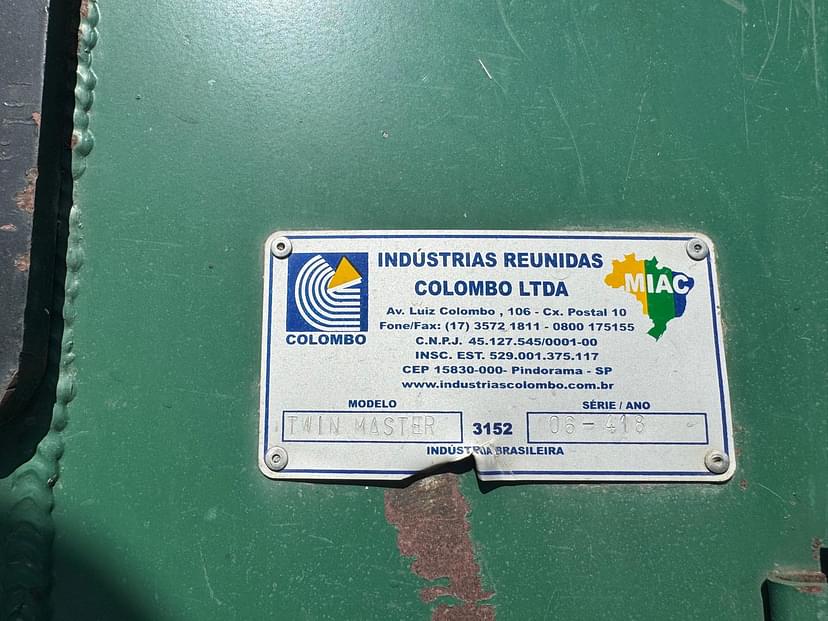 INDÚSTRIAS REUNIDAS
COLOMBO LTDA
MIAC
COLOMBO
Av. Luiz Colombo , 106 - Cx. Postal 10
Fone/Fax: (17) 3572 1811 - 0800 175155
C.N.P.J. 45.127.545/0001-00
INSC. EST. 529.001.375.117
CEP 15830-000- Pindorama - SP
www.industriascolombo.com.br
MODELO
SÉRIE / ANO
TWIN MASTER 3152 06-418
INDÚSTRIA BRASILEIRA